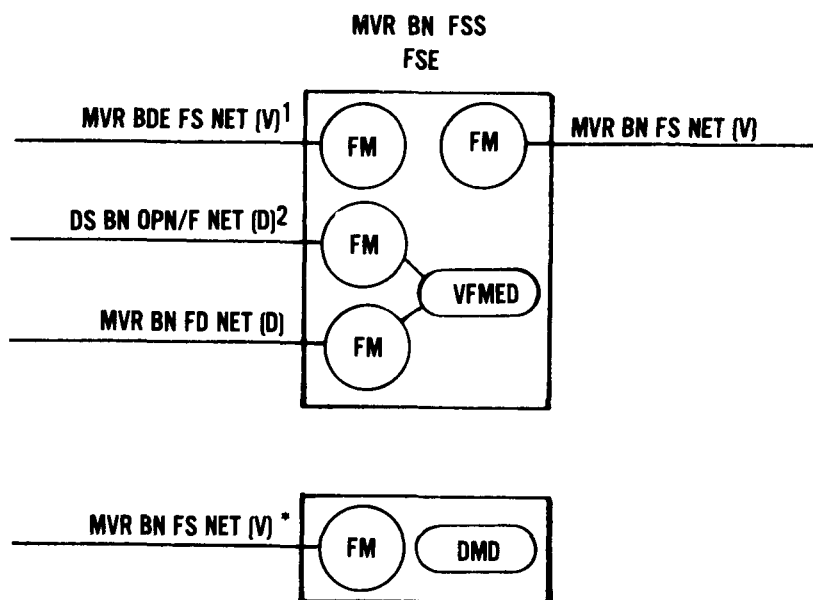 MVR BN FSS
FSE
MVR BDE FS NET (V)1
FM
FM
MVR BN FS NET (V)
DS BN OPN/F NET (D)2
FM
VFMED
MVR BN FD NET (D)
FM
MVR BN FS NET (V) *
FM
DMD